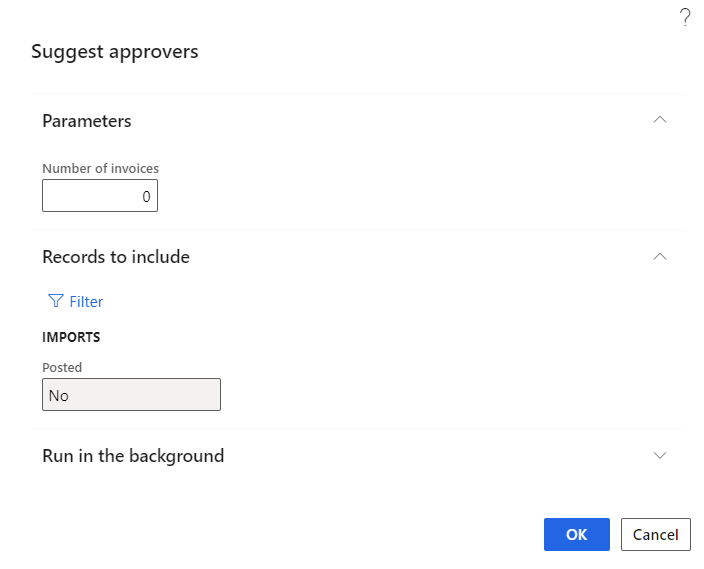 ?
Suggest approvers
Parameters
Number of invoices
0
Records to include
Filter
IMPORTS
Posted
No
Run in the background
OK Cancel